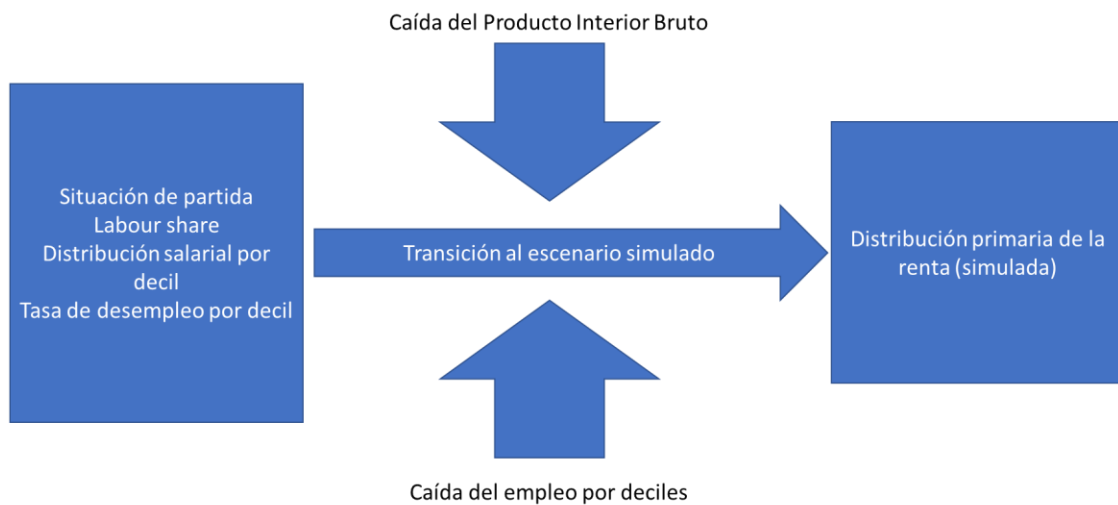 Caída del Producto Interior Bruto
Situación de partida
Labour share
Distribución salarial por
decil
Tasa de desempleo por decil
Transición al escenario simulado
Distribución primaria de la
renta (simulada)
Caída del empleo por deciles